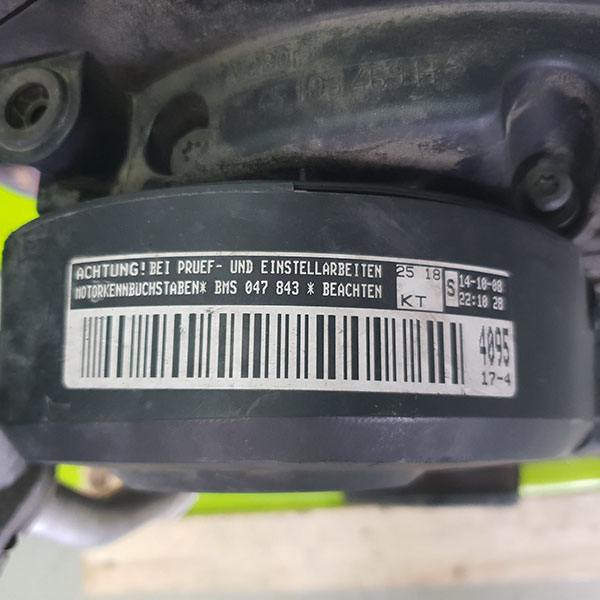 ACHTUNG! BEI PRUEF- UND EINSTELLARBEITEN
MOTORKENNBUCHSTABEN* BMS 047 843 * BEACHTEN
25 18
KT
S
14-10-08
22:10 28
4095
17-4